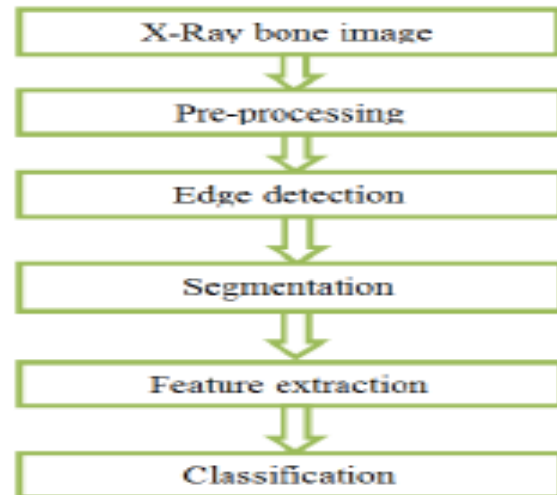 X-Ray bone image
Pre-processing
Edge detection
Segmentation
Feature extraction
Classification